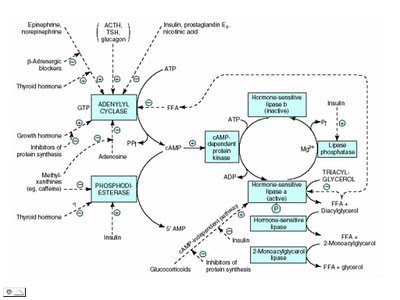 Epinephrine,
norepinephrine
ACTH,
TSH,
glucagon
Insulin, prostaglandin E₁,
nicotinic acid
β-Adrenergic
blockers
Thyroid hormone
ATP
GTP
ADENYLYL
CYCLASE
FFA
Growth hormone
Inhibitors of
protein synthesis
Adenosine
PPi
cAMP
cAMP-
dependent
protein
kinase
Methyl-
xanthines
(eg, caffeine)
PHOSPHODI-
ESTERASE
Thyroid hormone
Insulin
5' AMP
Hormone-sensitive
lipase b
(inactive)
ATP
Pi
Insulin
Mg²⁺
Lipase
phosphatase
ADP
TRIACYL-
GLYCEROL
Hormone-sensitive
lipase a
(active)
P
FFA +
Diacylglycerol
Hormone-sensitive
lipase
FFA +
2-Monoacylglycerol
2-Monoacylglycerol
lipase
FFA + glycerol
cAMP-independent pathway
Insulin
Inhibitors of
protein synthesis
Glucocorticoids